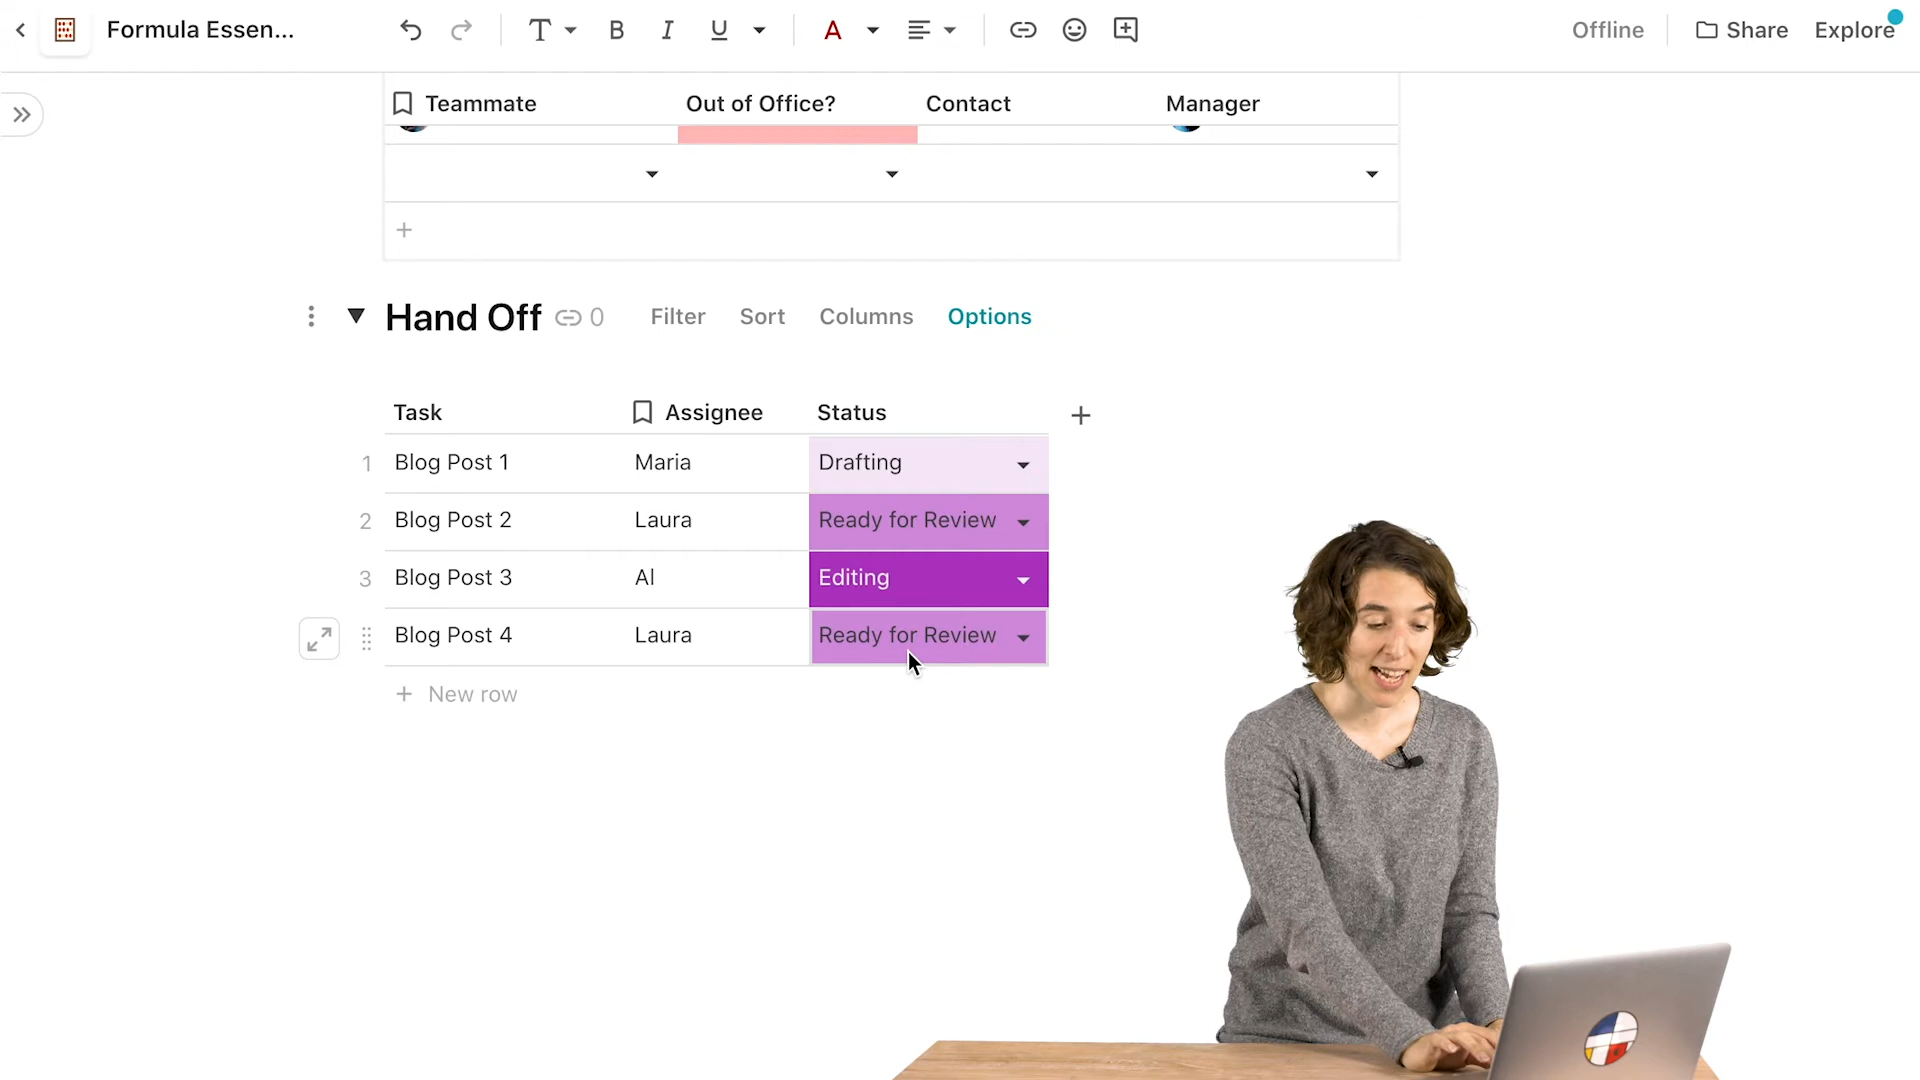 Formula Essen...
T
B
I
U
A
Offline
Share
Explore
Teammate
Out of Office?
Contact
Manager
+
Hand Off
0
Filter
Sort
Columns
Options
Task
Assignee
Status
+
1 Blog Post 1 Maria Drafting
2 Blog Post 2 Laura Ready for Review
3 Blog Post 3 Al Editing
Blog Post 4 Laura Ready for Review
+ New row